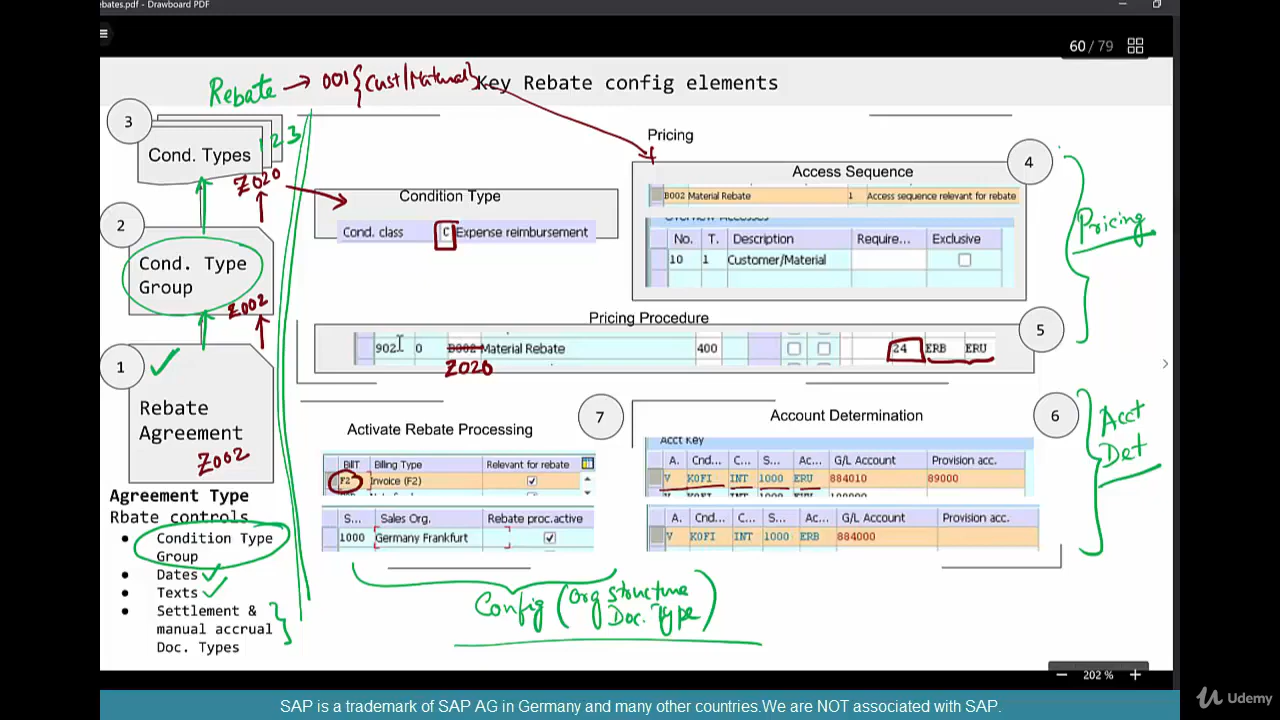 ebates.pdf - Drawboard PDF
60 / 79
Rebate → 001 {Cust/Material}
Key Rebate config elements
3
Cond. Types
1 2 3
Z020
2
Cond. Type
Group
Z002
1
Rebate
Agreement
Z002
Agreement Type
Rbate controls
• Condition Type
Group
• Dates
• Texts
• Settlement &
manual accrual
Doc. Types
Condition Type
Cond. class C Expense reimbursement
Pricing
4
Access Sequence
B002 Material Rebate 1 Access sequence relevant for rebate
Overview Accesses
No. T. Description Require... Exclusive
10 1 Customer/Material
Pricing
Pricing Procedure
5
902 0 B002 Material Rebate 400 24 ERB ERU
Z020
7
Activate Rebate Processing
BillT Billing Type Relevant for rebate
F2 Invoice (F2)
S... Sales Org. Rebate proc.active
1000 Germany Frankfurt
6
Account Determination
Acct Key
A. Cnd... C... S... Ac... G/L Account Provision acc.
V KOFI INT 1000 ERU 884010 89000
A. Cnd... C... S... Ac... G/L Account Provision acc.
V KOFI INT 1000 ERB 884000
Acct
Det
Config (Org Structure
Doc. Type)
202 %
SAP is a trademark of SAP AG in Germany and many other countries.We are NOT associated with SAP.
Udemy